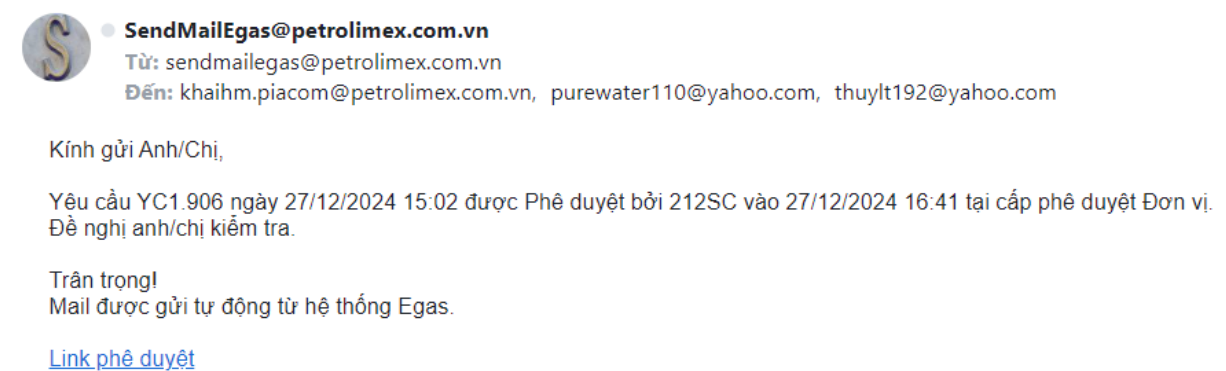 SendMailEgas@petrolimex.com.vn
Từ: sendmailegas@petrolimex.com.vn
Đến: khaihm.piacom@petrolimex.com.vn, purewater110@yahoo.com, thuylt192@yahoo.com
Kính gửi Anh/Chị,
Yêu cầu YC1.906 ngày 27/12/2024 15:02 được Phê duyệt bởi 212SC vào 27/12/2024 16:41 tại cấp phê duyệt Đơn vị.
Đề nghị anh/chị kiểm tra.
Trân trọng!
Mail được gửi tự động từ hệ thống Egas.
Link phê duyệt